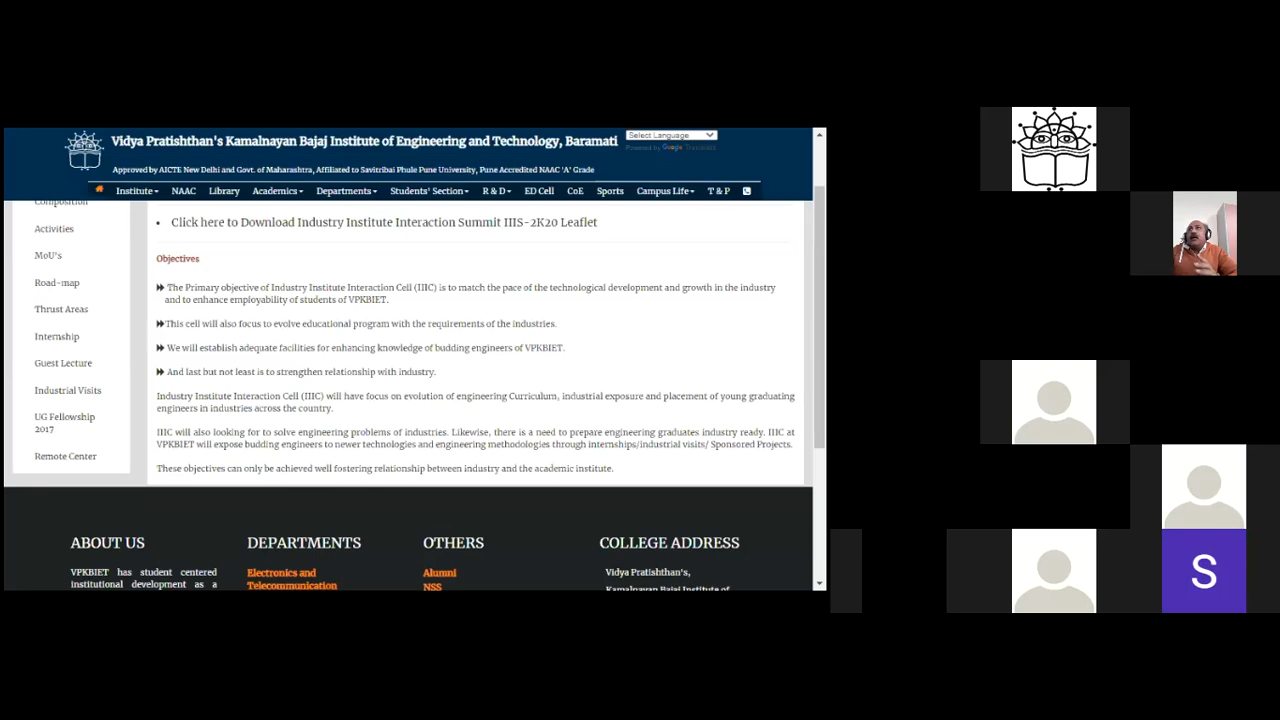 Vidya Pratishthan's Kamalnayan Bajaj Institute of Engineering and Technology, Baramati
Select Language
Powered by Google Translate
Approved by AICTE New Delhi and Govt. of Maharashtra, Affiliated to Saviribai Phule Pune University, Pune Accredited NAAC 'A' Grade
Institute NAAC Library Academics Departments Students' Section R & D ED Cell CoE Sports Campus Life T & P
Composition
Activities
MoU's
Road-map
Thrust Areas
Internship
Guest Lecture
Industrial Visits
UG Fellowship
2017
Remote Center
• Click here to Download Industry Institute Interaction Summit IIIS-2K20 Leaflet
Objectives
The Primary objective of Industry Institute Interaction Cell (IIIC) is to match the pace of the technological development and growth in the industry
and to enhance employability of students of VPKBIET.
This cell will also focus to evolve educational program with the requirements of the industries.
We will establish adequate facilities for enhancing knowledge of budding engineers of VPKBIET.
And last but not least is to strengthen relationship with industry.
Industry Institute Interaction Cell (IIIC) will have focus on evolution of engineering Curriculum, industrial exposure and placement of young graduating
engineers in industries across the country.
IIIC will also looking for to solve engineering problems of industries. Likewise, there is a need to prepare engineering graduates industry ready. IIIC at
VPKBIET will expose budding engineers to newer technologies and engineering methodologies through internships/industrial visits/ Sponsored Projects.
These objectives can only be achieved well fostering relationship between industry and the academic institute.
ABOUT US
VPKBIET has student centered
institutional development as a
DEPARTMENTS
Electronics and
Telecommunication
OTHERS
Alumni
NSS
COLLEGE ADDRESS
Vidya Pratishthan's,
Kamalnayan Bajaj Institute of
S